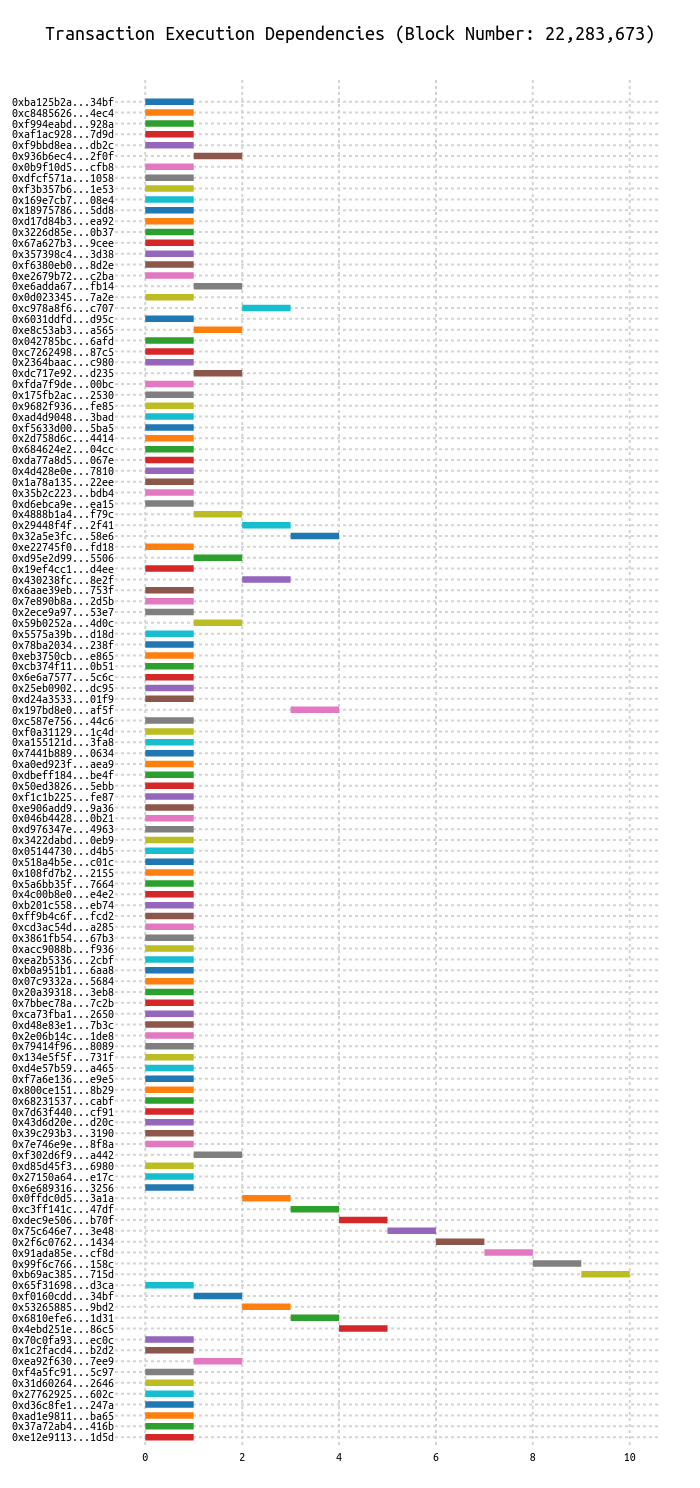 Transaction Execution Dependencies (Block Number: 22,283,673)
0xba125b2a...34bf
0xc8485626...4ec4
0xf994eabd...928a
0xaf1ac928...7d9d
0xf9bbd8ea...db2c
0x936b6ec4...2f0f
0x0b9f10d5...cfb8
0xdfcf571a...1058
0xf3b357b6...1e53
0x169e7cb7...08e4
0x18975786...5dd8
0xd17d84b3...ea92
0x3226d85e...0b37
0x67a627b3...9cee
0x357398c4...3d38
0xf6380eb0...8d2e
0xe2679b72...c2ba
0xe6adda67...fb14
0x0d023345...7a2e
0xc978a8f6...c707
0x6031ddfd...d95c
0xe8c53ab3...a565
0x042785bc...6afd
0xc7262498...87c5
0x2364baac...c980
0xdc717e92...d235
0xfda7f9de...00bc
0x175fb2ac...2530
0x9682f936...fe85
0xad4d9048...3bad
0xf5633d00...5ba5
0x2d758d6c...4414
0x684624e2...04cc
0xda77a8d5...067e
0x4d428e0e...7810
0x1a78a135...22ee
0x35b2c223...bdb4
0xd6ebca9e...ea15
0x4888b1a4...f79c
0x29448f4f...2f41
0x32a5e3fc...58e6
0xe22745f0...fd18
0xd95e2d99...5506
0x19ef4cc1...d4ee
0x430238fc...8e2f
0x6aae39eb...753f
0x7e890b8a...2d5b
0x2ece9a97...53e7
0x59b0252a...4d0c
0x5575a39b...d18d
0x78ba2034...238f
0xeb3750cb...e865
0xcb374f11...0b51
0x6e6a7577...5c6c
0x25eb0902...dc95
0xd24a3533...01f9
0x197bd8e0...af5f
0xc587e756...44c6
0xf0a31129...1c4d
0xa155121d...3fa8
0x7441b889...0634
0xa0ed923f...aea9
0xdbeff184...be4f
0x50ed3826...5ebb
0xf1c1b225...fe87
0xe906add9...9a36
0x046b4428...0b21
0xd976347e...4963
0x3422dabd...0eb9
0x05144730...d4b5
0x518a4b5e...c01c
0x108fd7b2...2155
0x5a6bb35f...7664
0x4c00b8e0...e4e2
0xb201c558...eb74
0xff9b4c6f...fcd2
0xcd3ac54d...a285
0x3861fb54...67b3
0xacc9088b...f936
0xea2b5336...2cbf
0xb0a951b1...6aa8
0x07c9332a...5684
0x20a39318...3eb8
0x7bbec78a...7c2b
0xca73fba1...2650
0xd48e83e1...7b3c
0x2e06b14c...1de8
0x79414f96...8089
0x134e5f5f...731f
0xd4e57b59...a465
0xf7a6e136...e9e5
0x800ce151...8b29
0x68231537...cabf
0x7d63f440...cf91
0x43d6d20e...d20c
0x39c293b3...3190
0x7e746e9e...8f8a
0xf302d6f9...a442
0xd85d45f3...6980
0x27150a64...e17c
0x6e689316...3256
0x0ffdc0d5...3a1a
0xc3ff141c...47df
0xdec9e506...b70f
0x75c646e7...3e48
0x2f6c0762...1434
0x91ada85e...cf8d
0x99f6c766...158c
0xb69ac385...715d
0x65f31698...d3ca
0xf0160cdd...34bf
0x53265885...9bd2
0x6810efe6...1d31
0x4ebd251e...86c5
0x70c0fa93...ec0c
0x1c2facd4...b2d2
0xea92f630...7ee9
0xf4a5fc91...5c97
0x31d60264...2646
0x27762925...602c
0xd36c8fe1...247a
0xad1e9811...ba65
0x37a72ab4...416b
0xe12e9113...1d5d
0 2 4 6 8 10